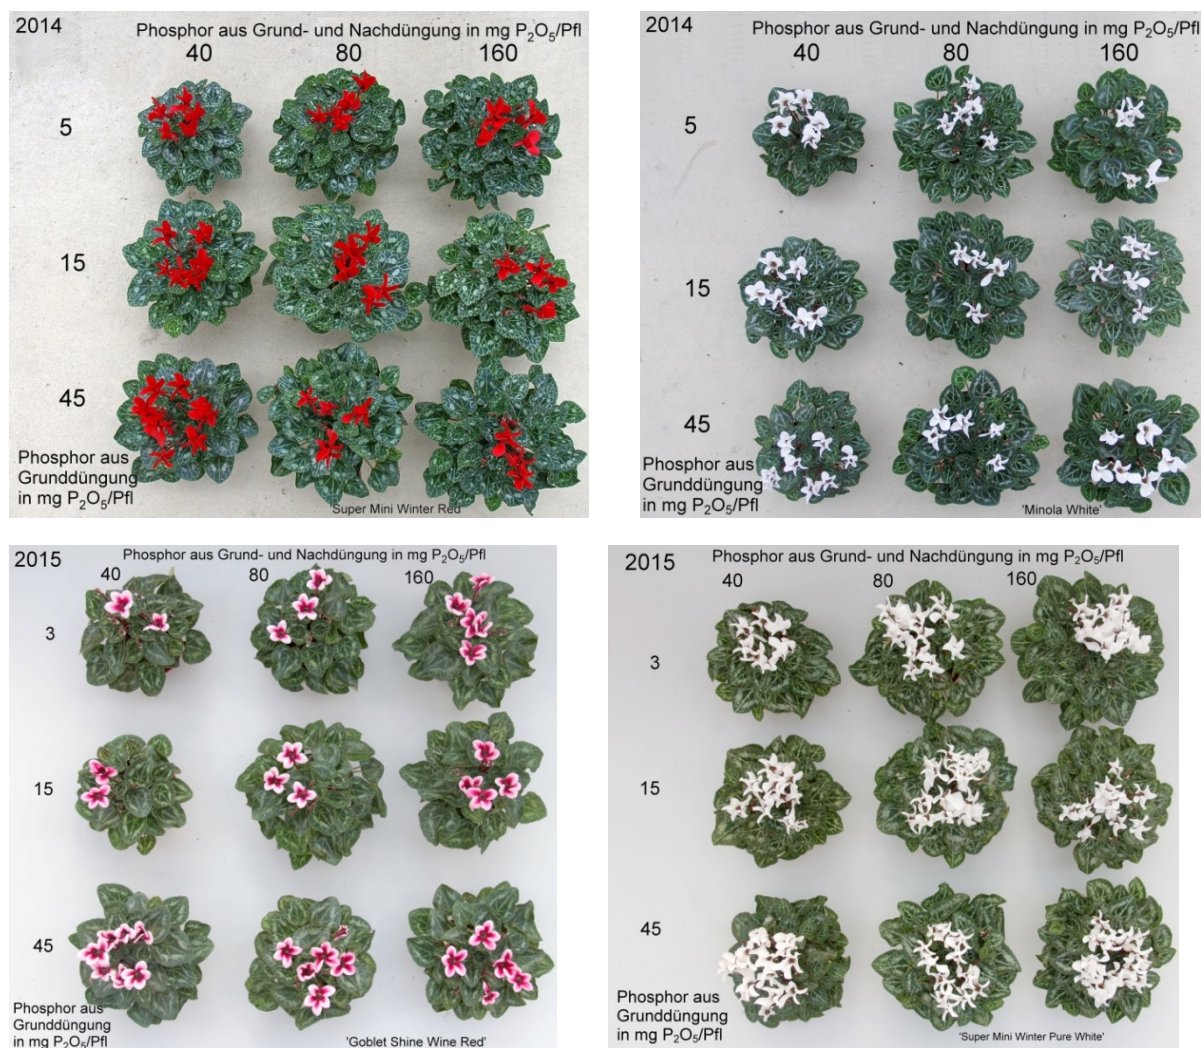 2014
Phosphor aus Grund- und Nachdüngung in mg P₂O₅/Pfl
40 80 160
5
15
45
Phosphor aus
Grunddüngung
in mg P₂O₅/Pfl
'Super Mini Winter Red'
2014
Phosphor aus Grund- und Nachdüngung in mg P₂O₅/Pfl
40 80 160
5
15
45
Phosphor aus
Grunddüngung
in mg P₂O₅/Pfl
'Minola White'
2015
Phosphor aus Grund- und Nachdüngung in mg P₂O₅/Pfl
40 80 160
3
15
45
Phosphor aus
Grunddüngung
in mg P₂O₅/Pfl
'Goblet Shine Wine Red'
2015
Phosphor aus Grund- und Nachdüngung in mg P₂O₅/Pfl
40 80 160
3
15
45
Phosphor aus
Grunddüngung
in mg P₂O₅/Pfl
'Super Mini Winter Pure White'